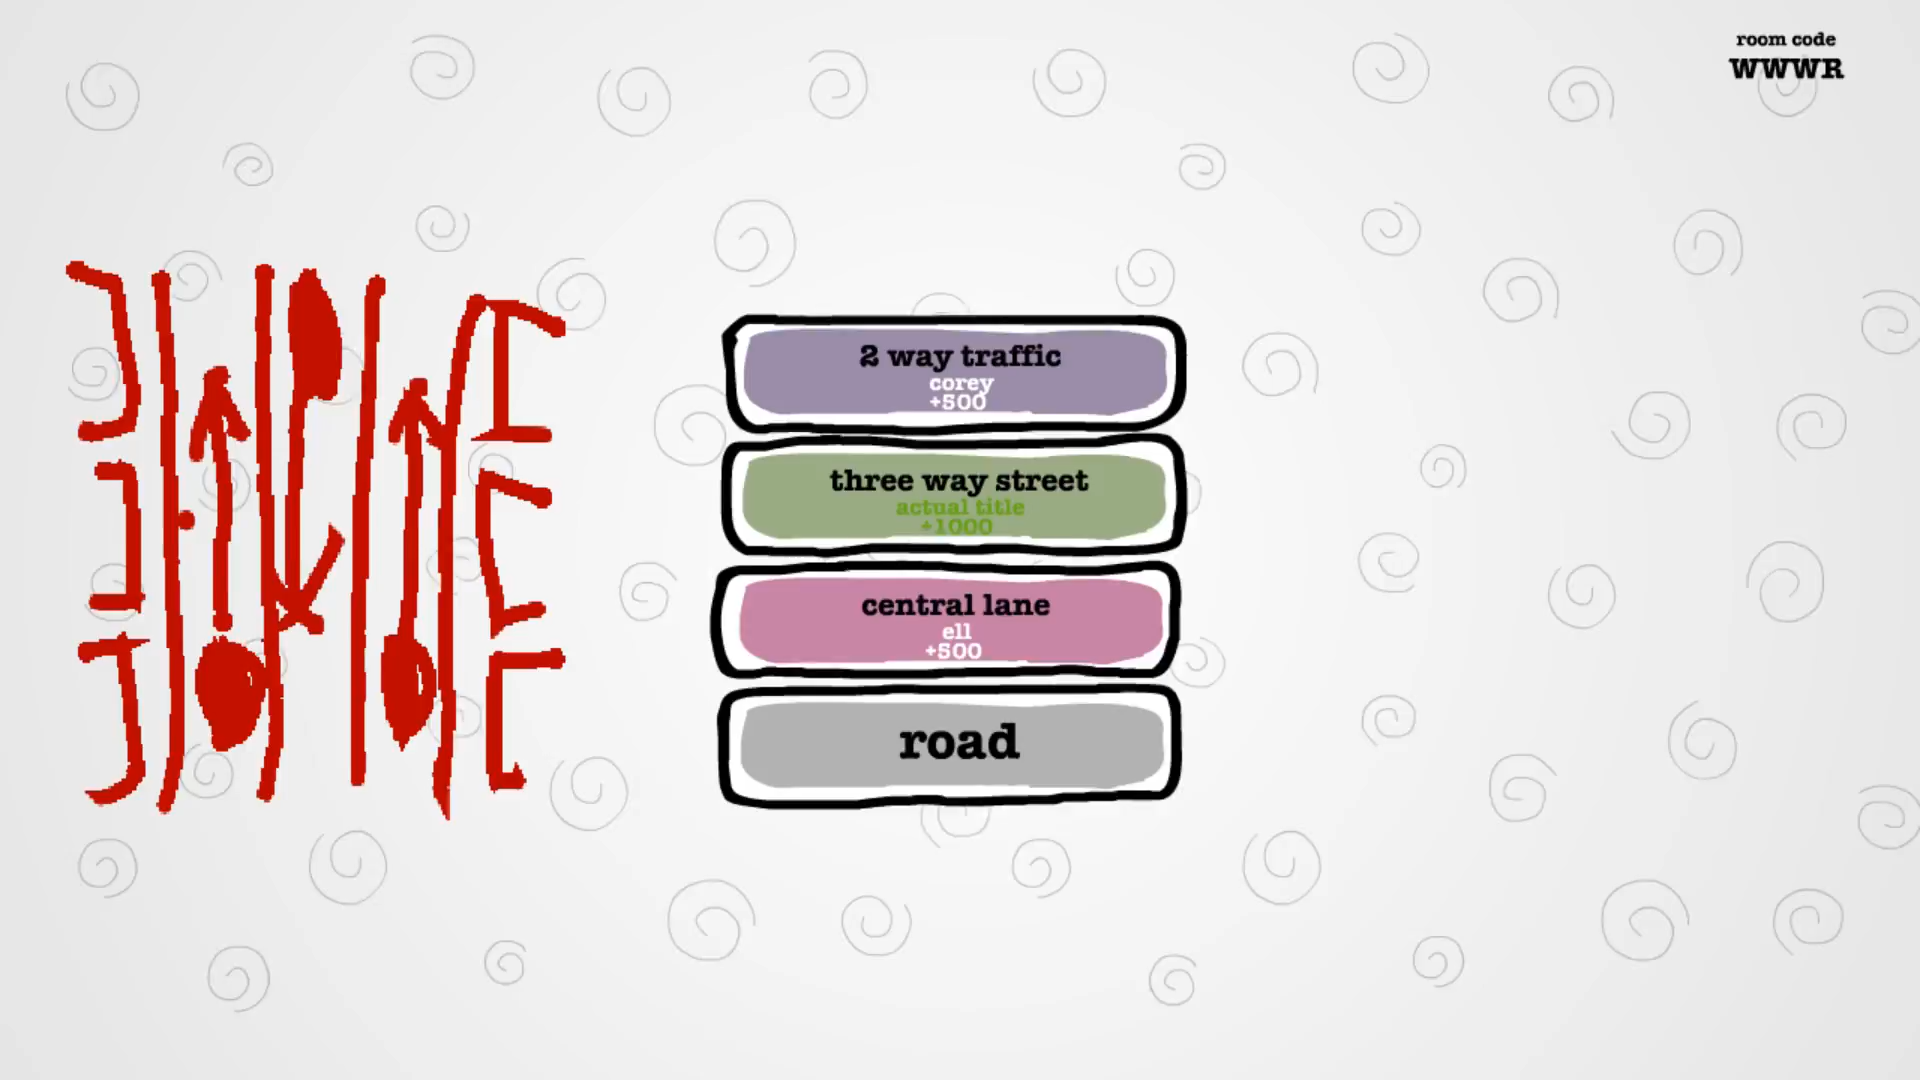 room code
WWWR
2 way traffic
corey
+500
three way street
actual title
+1000
central lane
ell
+500
road